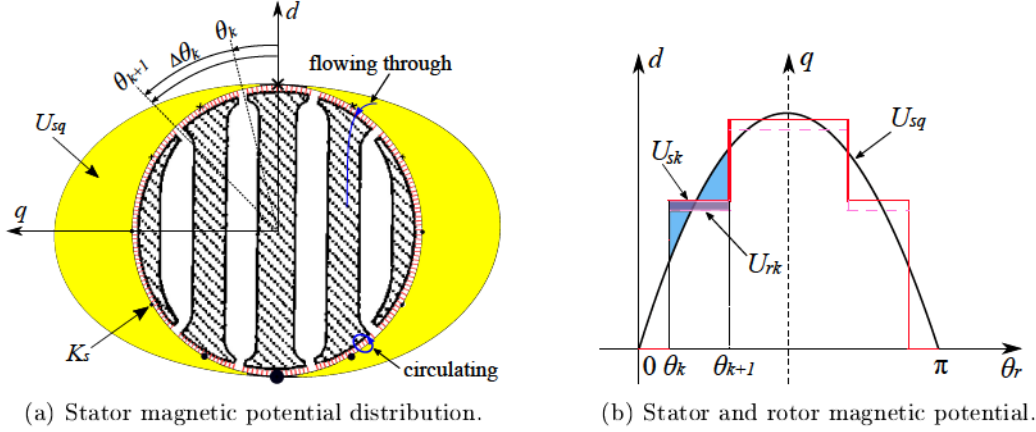 d
θk
Δθk
θk+1
flowing through
Usq
q
Ks
circulating
(a) Stator magnetic potential distribution.
d
q
Usq
Usk
Urk
0 θk θk+1 π θr
(b) Stator and rotor magnetic potential.